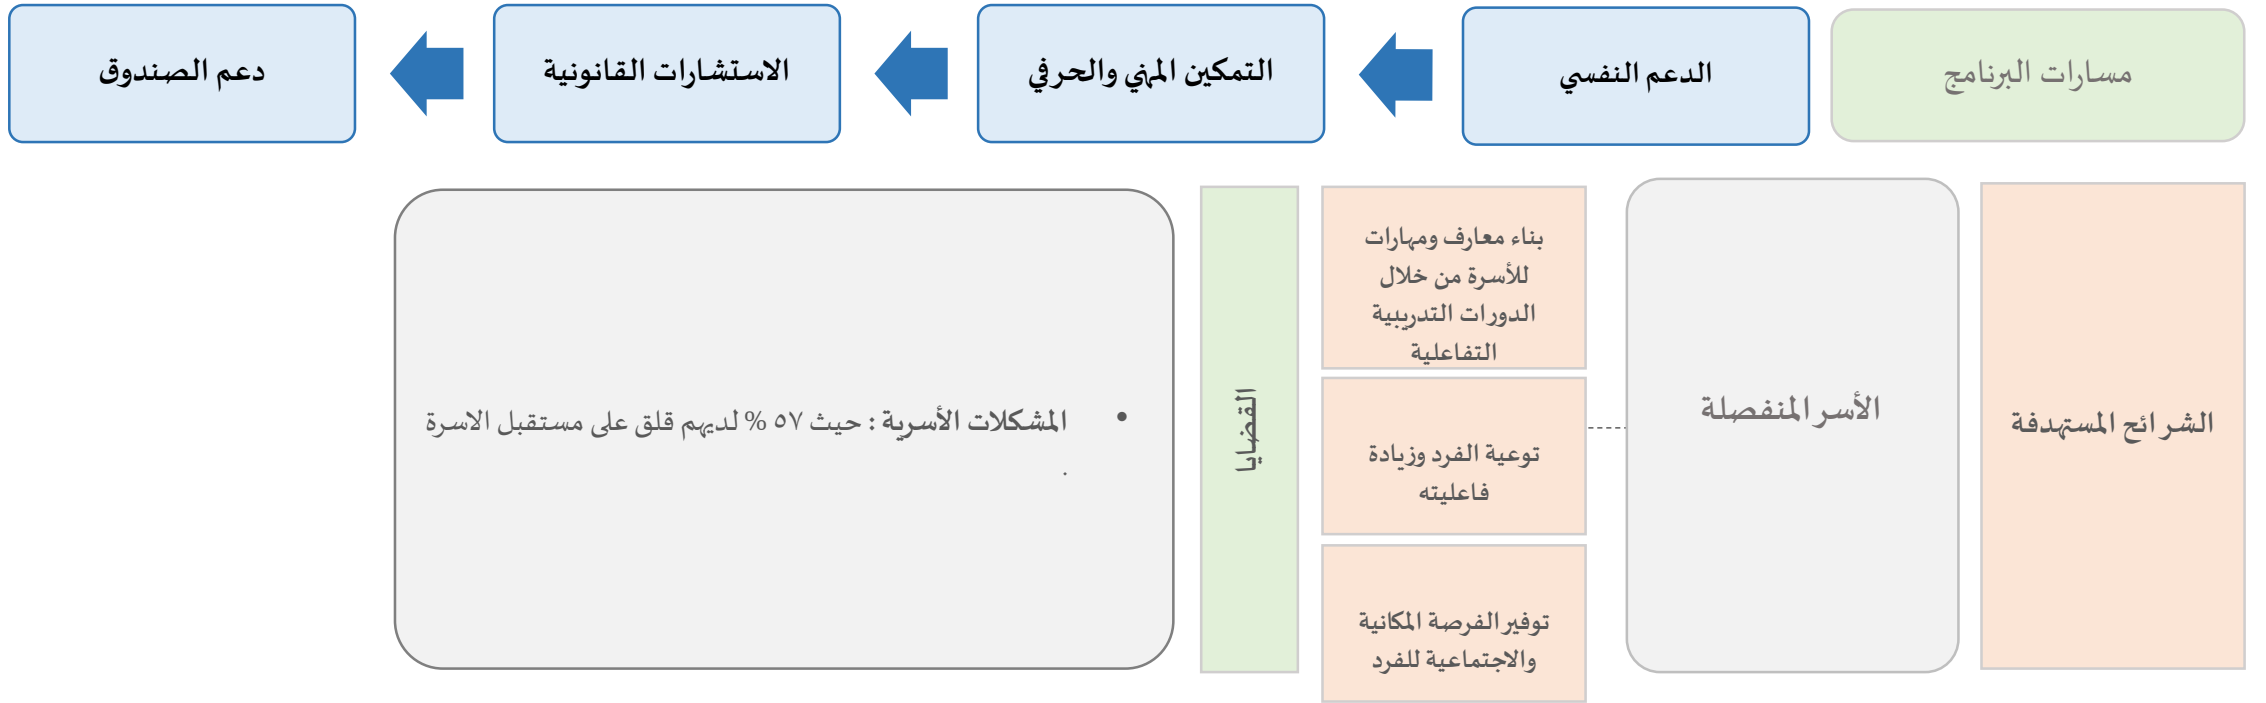 مسارات البرنامج
الدعم النفسي
التمكين المهني والحرفي
الاستشارات القانونية
دعم الصندوق
الشرائح المستهدفة
الأسر المنفصلة
بناء معارف ومهارات
للأسرة من خلال
الدورات التدريبية
التفاعلية
توعية الفرد وزيادة
فاعليته
توفير الفرصة المكانية
والاجتماعية للفرد
القضايا
• المشكلات الأسرية : حيث ٥٧ % لديهم قلق على مستقبل الاسرة
.